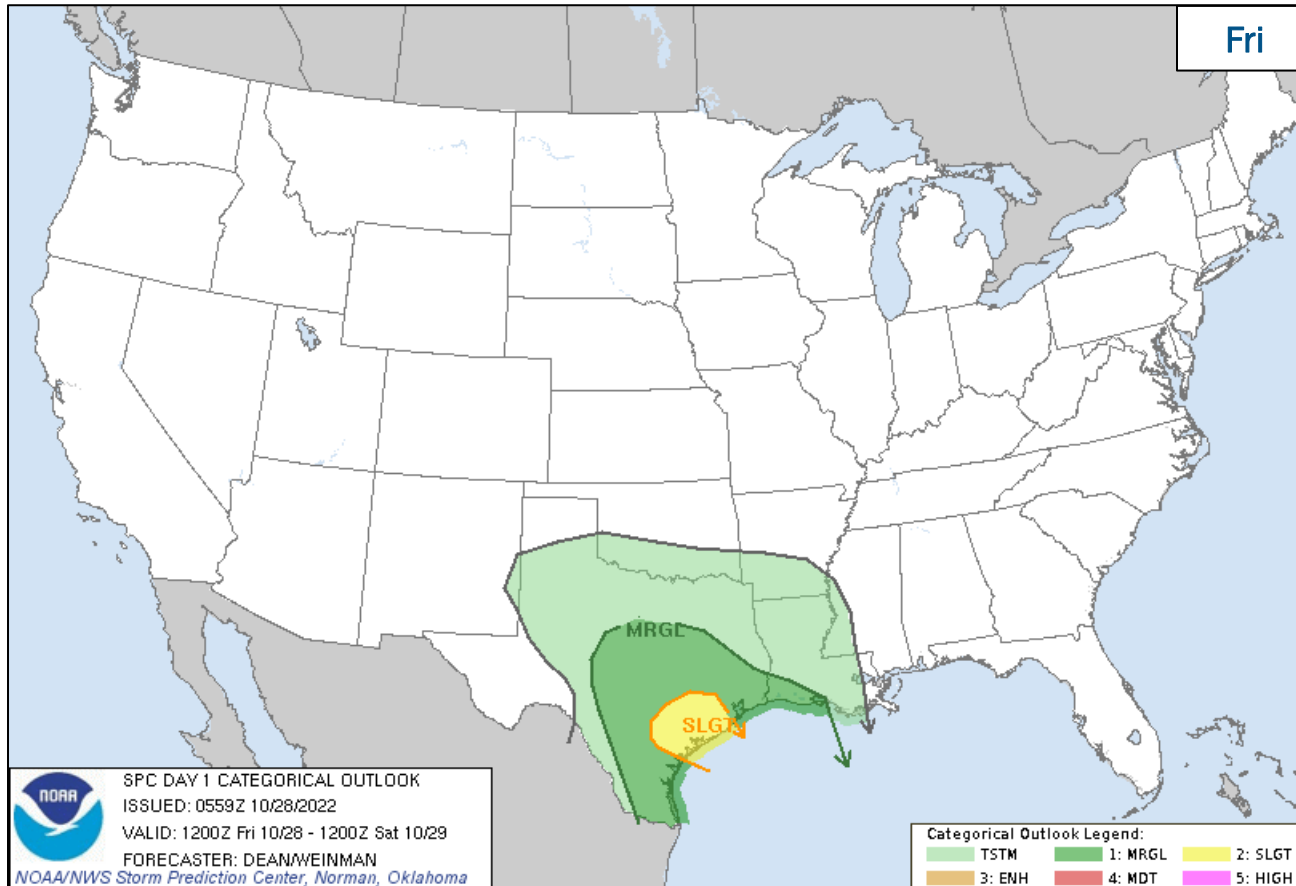 Fri
MRGL
SLGT
NOAA
SPC DAY 1 CATEGORICAL OUTLOOK
ISSUED: 0559Z 10/28/2022
VALID: 1200Z Fri 10/28 - 1200Z Sat 10/29
FORECASTER: DEAN/WEINMAN
NOAA/NWS Storm Prediction Center, Norman, Oklahoma
Categorical Outlook Legend:
TSTM 1: MRGL 2: SLGT
3: ENH 4: MDT 5: HIGH